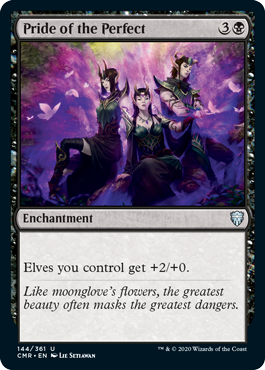 Pride of the Perfect 3
Enchantment
Elves you control get +2/+0.
Like moonglove's flowers, the greatest
beauty often masks the greatest dangers.
144/361 U
CMR • EN Lie Setiawan
™ & © 2020 Wizards of the Coast